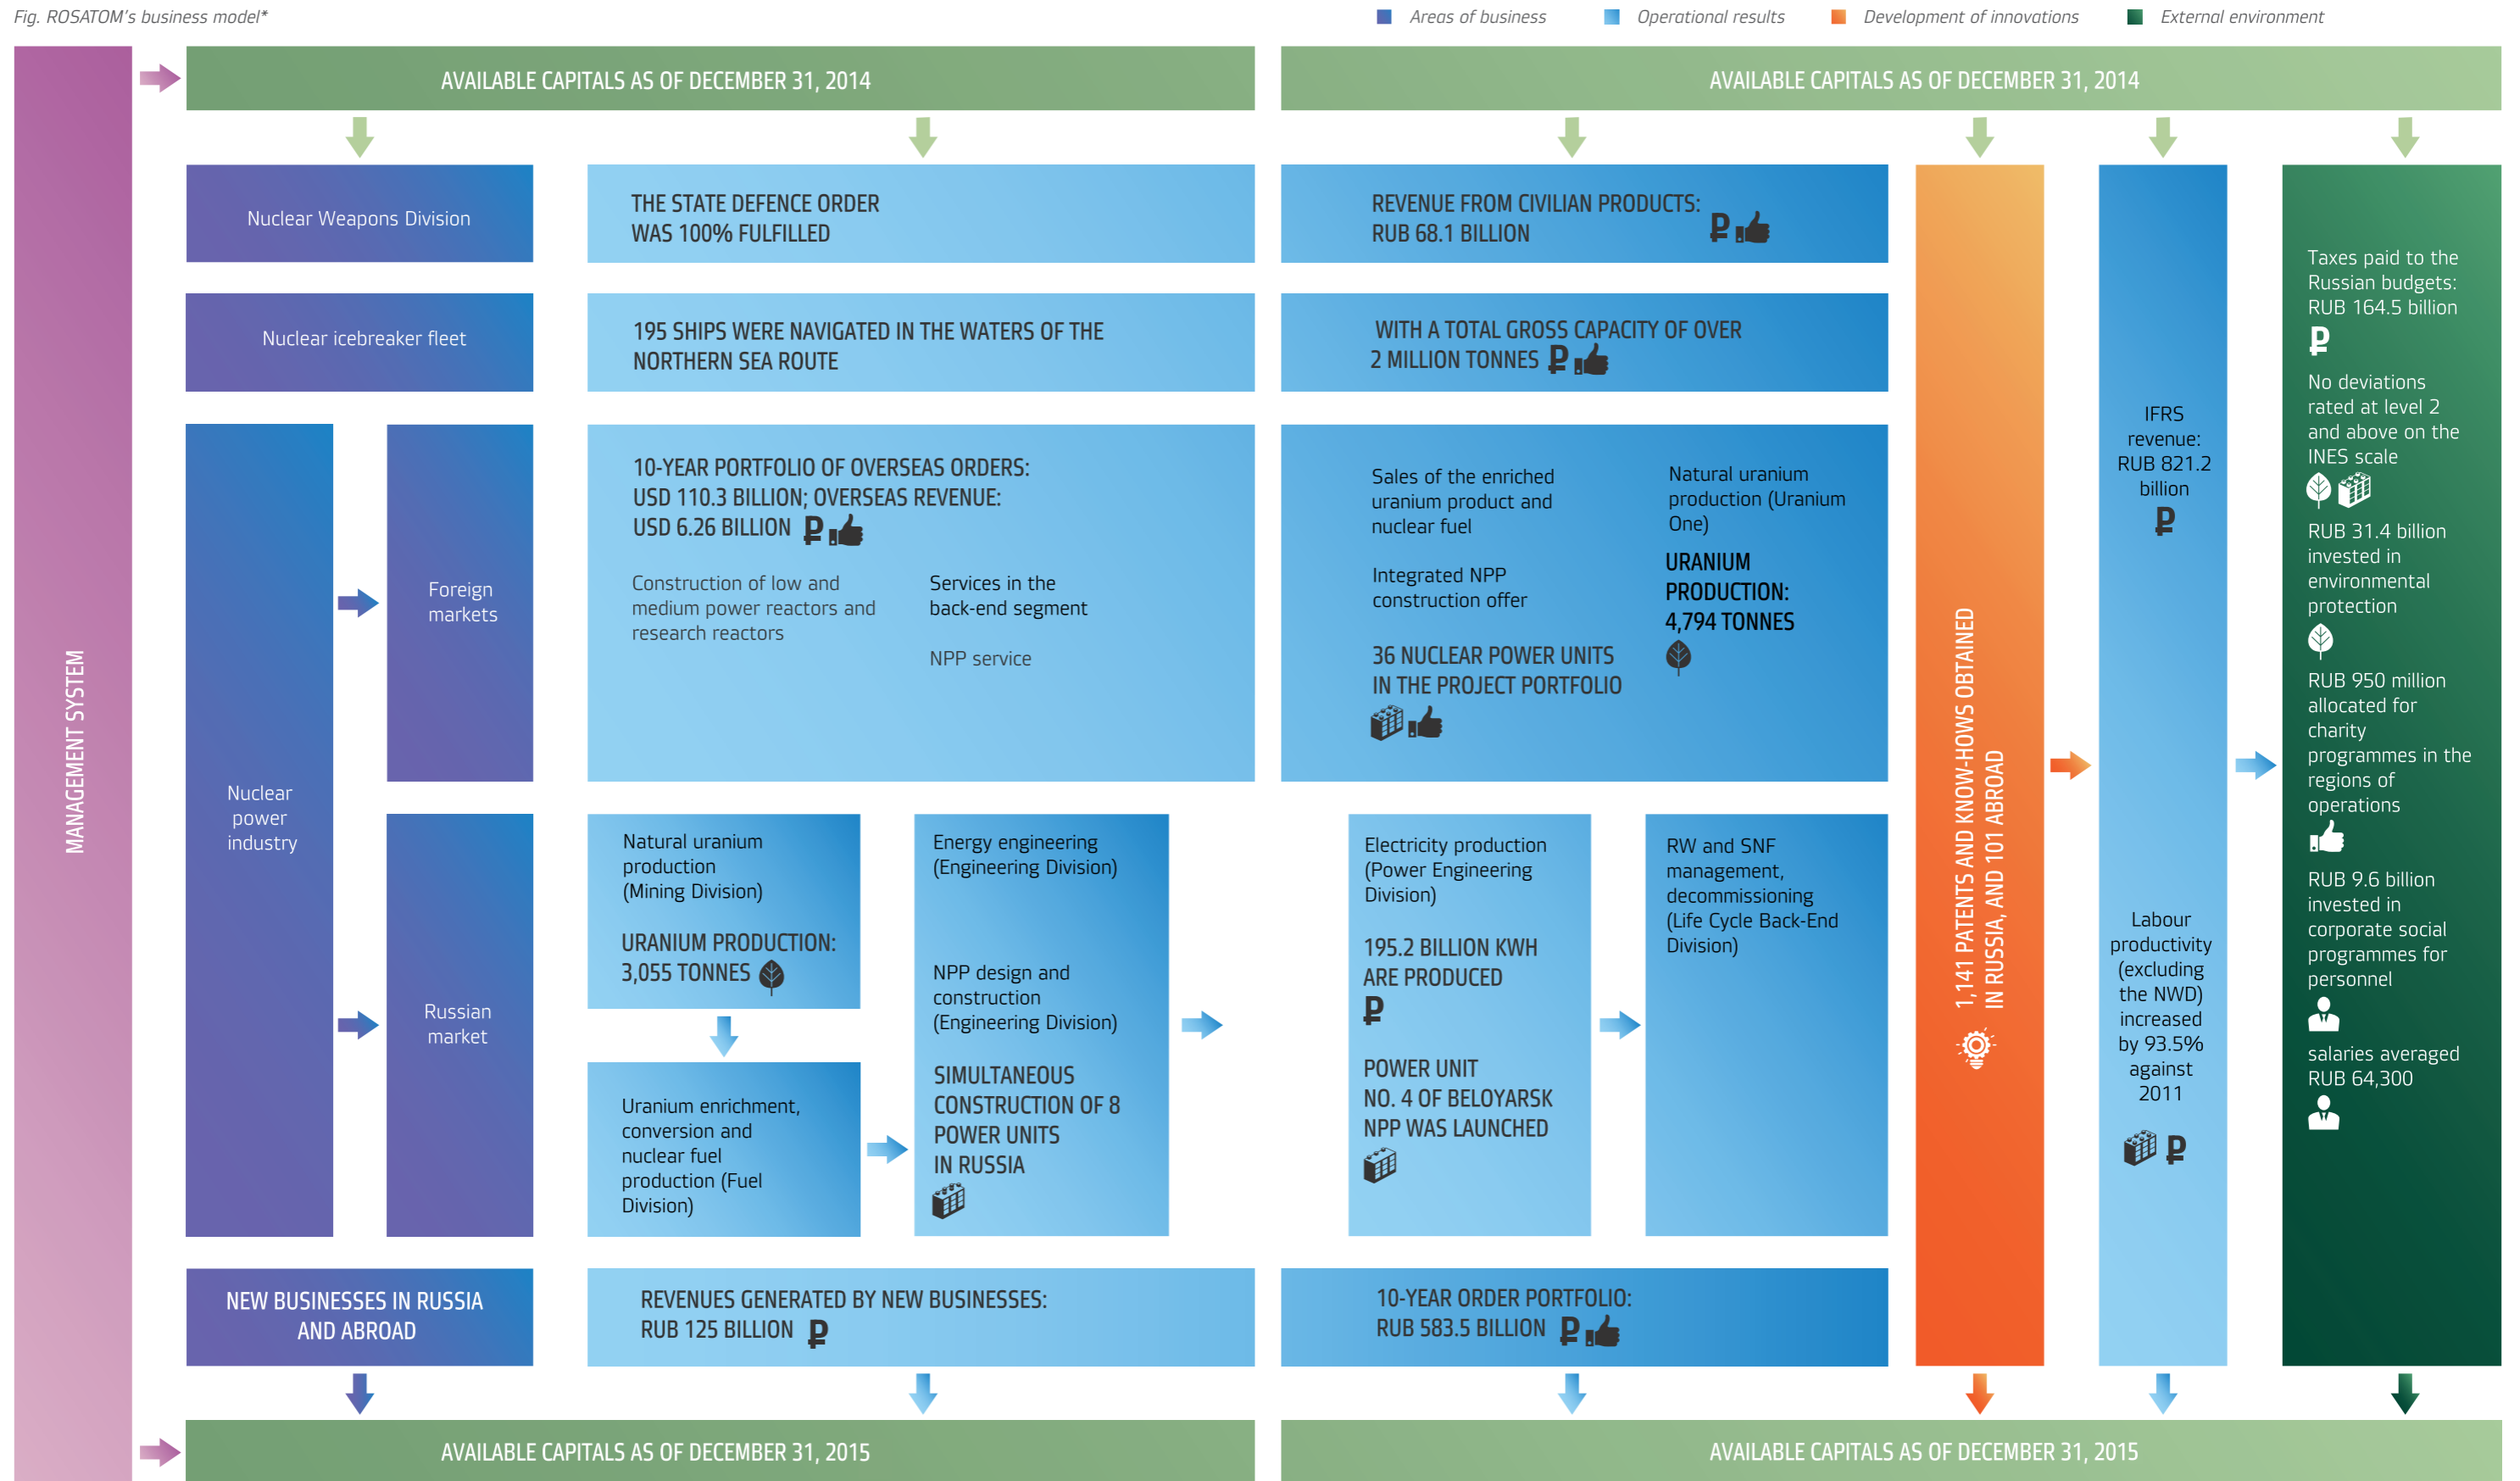 Fig. ROSATOM's business model*
Areas of business
Operational results
Development of innovations
External environment
MANAGEMENT SYSTEM
AVAILABLE CAPITALS AS OF DECEMBER 31, 2014
AVAILABLE CAPITALS AS OF DECEMBER 31, 2014
Nuclear Weapons Division
THE STATE DEFENCE ORDER
WAS 100% FULFILLED
REVENUE FROM CIVILIAN PRODUCTS:
RUB 68.1 BILLION
Nuclear icebreaker fleet
195 SHIPS WERE NAVIGATED IN THE WATERS OF THE
NORTHERN SEA ROUTE
WITH A TOTAL GROSS CAPACITY OF OVER
2 MILLION TONNES
Nuclear
power
industry
Foreign
markets
10-YEAR PORTFOLIO OF OVERSEAS ORDERS:
USD 110.3 BILLION; OVERSEAS REVENUE:
USD 6.26 BILLION
Construction of low and
medium power reactors and
research reactors
Services in the
back-end segment
NPP service
Sales of the enriched
uranium product and
nuclear fuel
Integrated NPP
construction offer
36 NUCLEAR POWER UNITS
IN THE PROJECT PORTFOLIO
Natural uranium
production (Uranium
One)
URANIUM
PRODUCTION:
4,794 TONNES
Russian
market
Natural uranium
production
(Mining Division)
URANIUM PRODUCTION:
3,055 TONNES
Uranium enrichment,
conversion and
nuclear fuel
production (Fuel
Division)
Energy engineering
(Engineering Division)
NPP design and
construction
(Engineering Division)
SIMULTANEOUS
CONSTRUCTION OF 8
POWER UNITS
IN RUSSIA
Electricity production
(Power Engineering
Division)
195.2 BILLION KWH
ARE PRODUCED
POWER UNIT
NO. 4 OF BELOYARSK
NPP WAS LAUNCHED
RW and SNF
management,
decommissioning
(Life Cycle Back-End
Division)
NEW BUSINESSES IN RUSSIA
AND ABROAD
REVENUES GENERATED BY NEW BUSINESSES:
RUB 125 BILLION
10-YEAR ORDER PORTFOLIO:
RUB 583.5 BILLION
1,141 PATENTS AND KNOW-HOWS OBTAINED
IN RUSSIA, AND 101 ABROAD
IFRS
revenue:
RUB 821.2
billion
Labour
productivity
(excluding
the NWD)
increased
by 93.5%
against
2011
Taxes paid to the
Russian budgets:
RUB 164.5 billion
No deviations
rated at level 2
and above on the
INES scale
RUB 31.4 billion
invested in
environmental
protection
RUB 950 million
allocated for
charity
programmes in the
regions of
operations
RUB 9.6 billion
invested in
corporate social
programmes for
personnel
salaries averaged
RUB 64,300
AVAILABLE CAPITALS AS OF DECEMBER 31, 2015
AVAILABLE CAPITALS AS OF DECEMBER 31, 2015